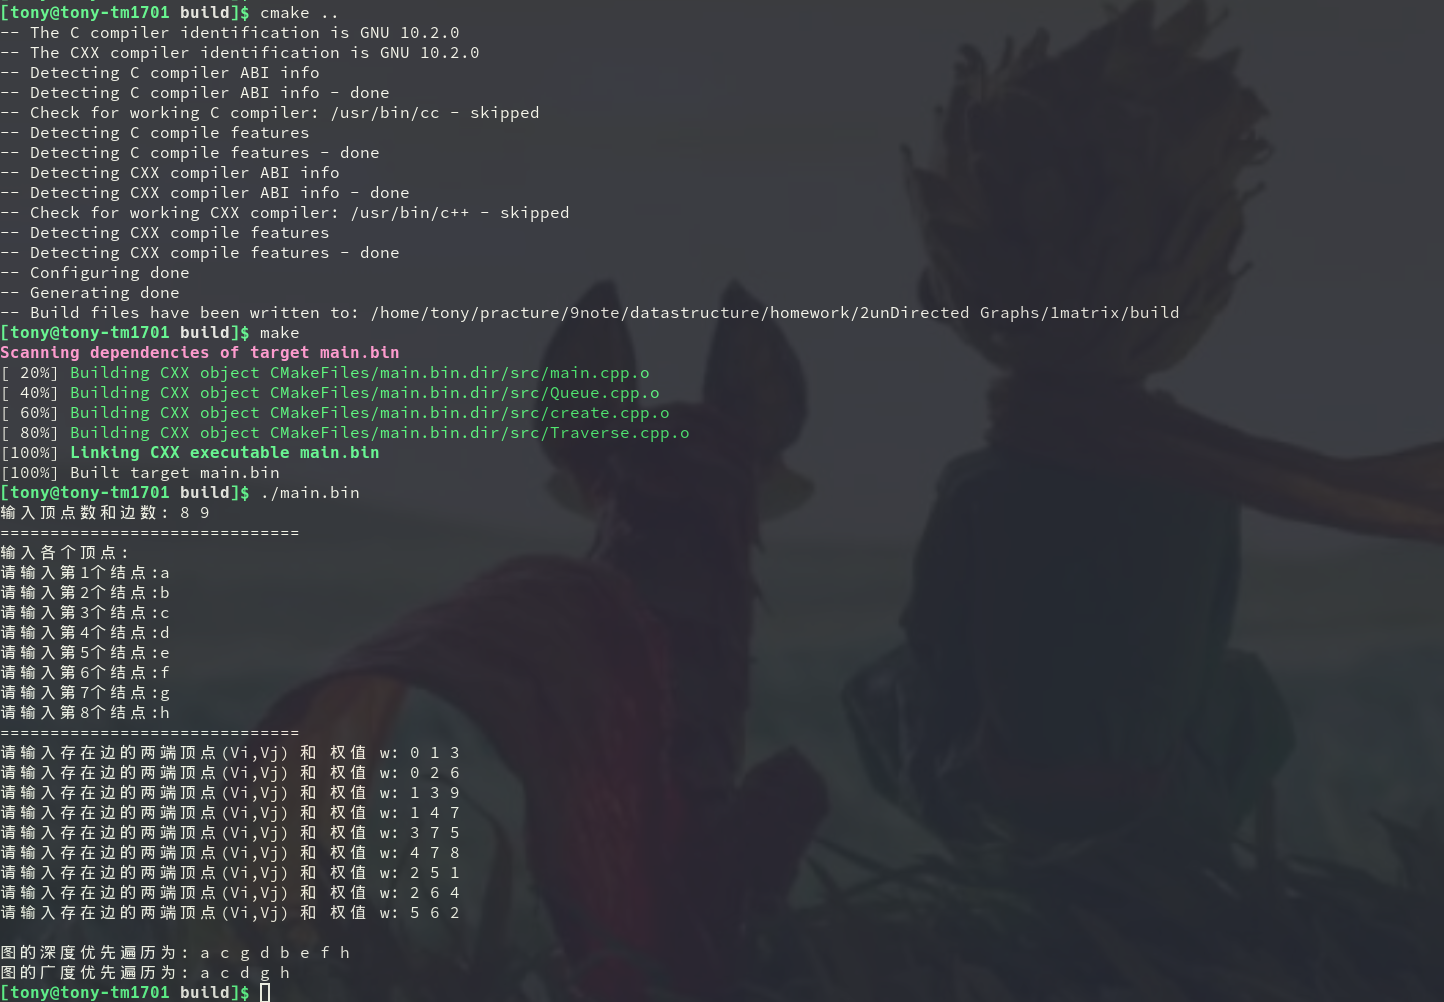 [tony@tony-tm1701 build]$ cmake ..
-- The C compiler identification is GNU 10.2.0
-- The CXX compiler identification is GNU 10.2.0
-- Detecting C compiler ABI info
-- Detecting C compiler ABI info - done
-- Check for working C compiler: /usr/bin/cc - skipped
-- Detecting C compile features
-- Detecting C compile features - done
-- Detecting CXX compiler ABI info
-- Detecting CXX compiler ABI info - done
-- Check for working CXX compiler: /usr/bin/c++ - skipped
-- Detecting CXX compile features
-- Detecting CXX compile features - done
-- Configuring done
-- Generating done
-- Build files have been written to: /home/tony/practure/9note/datastructure/homework/2unDirected Graphs/1matrix/build
[tony@tony-tm1701 build]$ make
Scanning dependencies of target main.bin
[ 20%] Building CXX object CMakeFiles/main.bin.dir/src/main.cpp.o
[ 40%] Building CXX object CMakeFiles/main.bin.dir/src/Queue.cpp.o
[ 60%] Building CXX object CMakeFiles/main.bin.dir/src/create.cpp.o
[ 80%] Building CXX object CMakeFiles/main.bin.dir/src/Traverse.cpp.o
[100%] Linking CXX executable main.bin
[100%] Built target main.bin
[tony@tony-tm1701 build]$ ./main.bin
输入顶点数和边数: 8 9
==============================
输入各个顶点:
请输入第1个结点:a
请输入第2个结点:b
请输入第3个结点:c
请输入第4个结点:d
请输入第5个结点:e
请输入第6个结点:f
请输入第7个结点:g
请输入第8个结点:h
==============================
请输入存在边的两端顶点(Vi,Vj) 和 权值 w: 0 1 3
请输入存在边的两端顶点(Vi,Vj) 和 权值 w: 0 2 6
请输入存在边的两端顶点(Vi,Vj) 和 权值 w: 1 3 9
请输入存在边的两端顶点(Vi,Vj) 和 权值 w: 1 4 7
请输入存在边的两端顶点(Vi,Vj) 和 权值 w: 3 7 5
请输入存在边的两端顶点(Vi,Vj) 和 权值 w: 4 7 8
请输入存在边的两端顶点(Vi,Vj) 和 权值 w: 2 5 1
请输入存在边的两端顶点(Vi,Vj) 和 权值 w: 2 6 4
请输入存在边的两端顶点(Vi,Vj) 和 权值 w: 5 6 2
图的深度优先遍历为: a c g d b e f h
图的广度优先遍历为: a c d g h
[tony@tony-tm1701 build]$